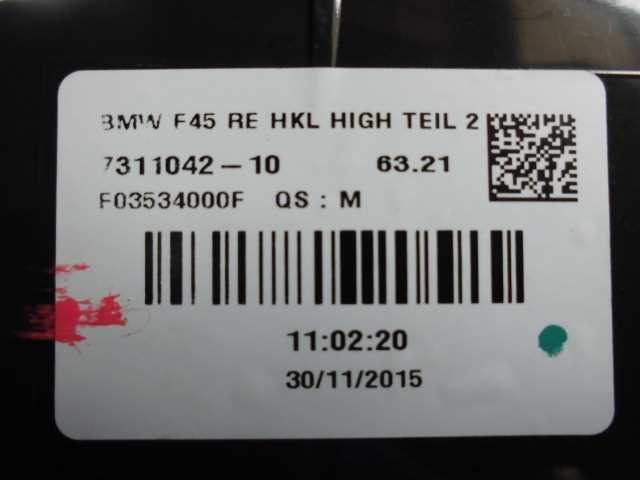 BMW F45 RE HKL HIGH TEIL 2
7311042-10 63.21
F03534000F QS : M
11:02:20
30/11/2015